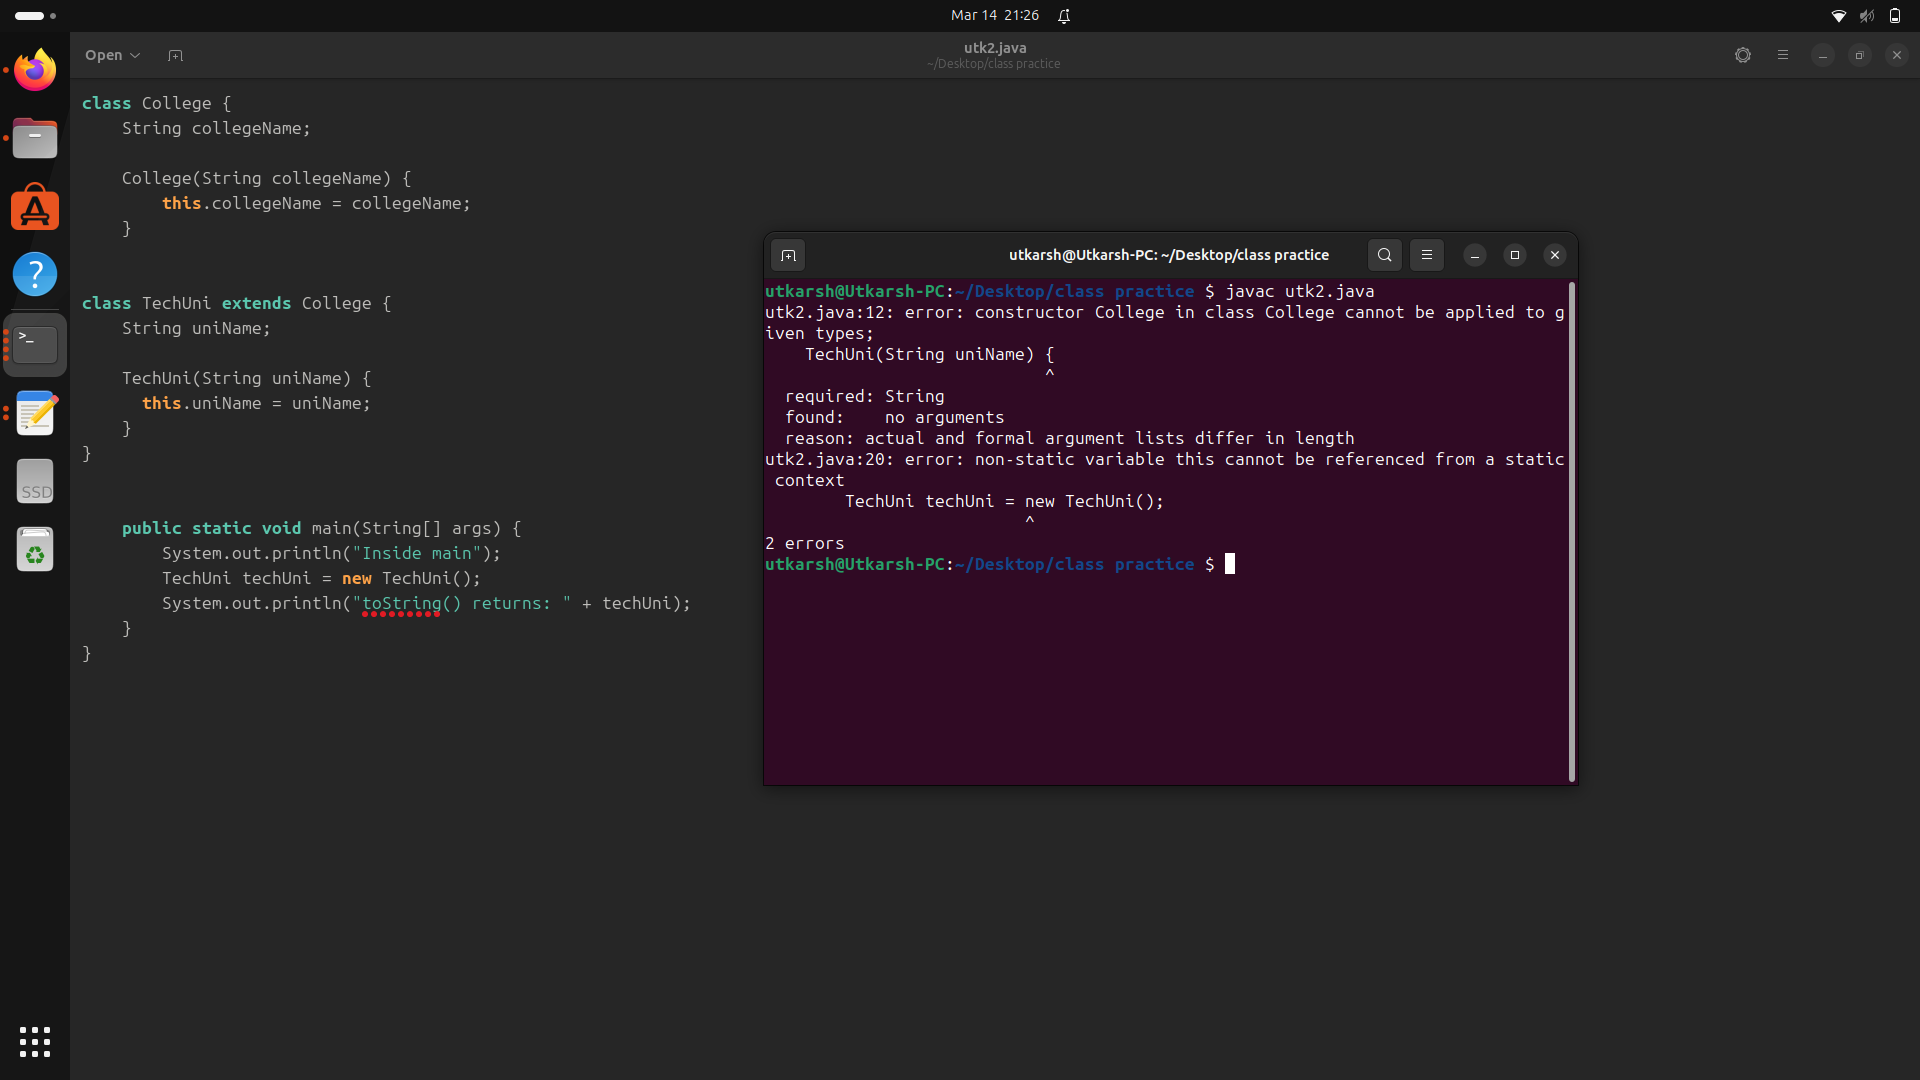 Mar 14 21:26
Open
utk2.java
~/Desktop/class practice
class College {
    String collegeName;
    College(String collegeName) {
        this.collegeName = collegeName;
    }
class TechUni extends College {
    String uniName;
    TechUni(String uniName) {
      this.uniName = uniName;
    }
}
    public static void main(String[] args) {
        System.out.println("Inside main");
        TechUni techUni = new TechUni();
        System.out.println("toString() returns: " + techUni);
    }
}
utkarsh@Utkarsh-PC: ~/Desktop/class practice
utkarsh@Utkarsh-PC:~/Desktop/class practice $ javac utk2.java
utk2.java:12: error: constructor College in class College cannot be applied to g
iven types;
    TechUni(String uniName) {
                            ^
  required: String
  found:    no arguments
  reason: actual and formal argument lists differ in length
utk2.java:20: error: non-static variable this cannot be referenced from a static
 context
        TechUni techUni = new TechUni();
                          ^
2 errors
utkarsh@Utkarsh-PC:~/Desktop/class practice $
>_
?
SSD